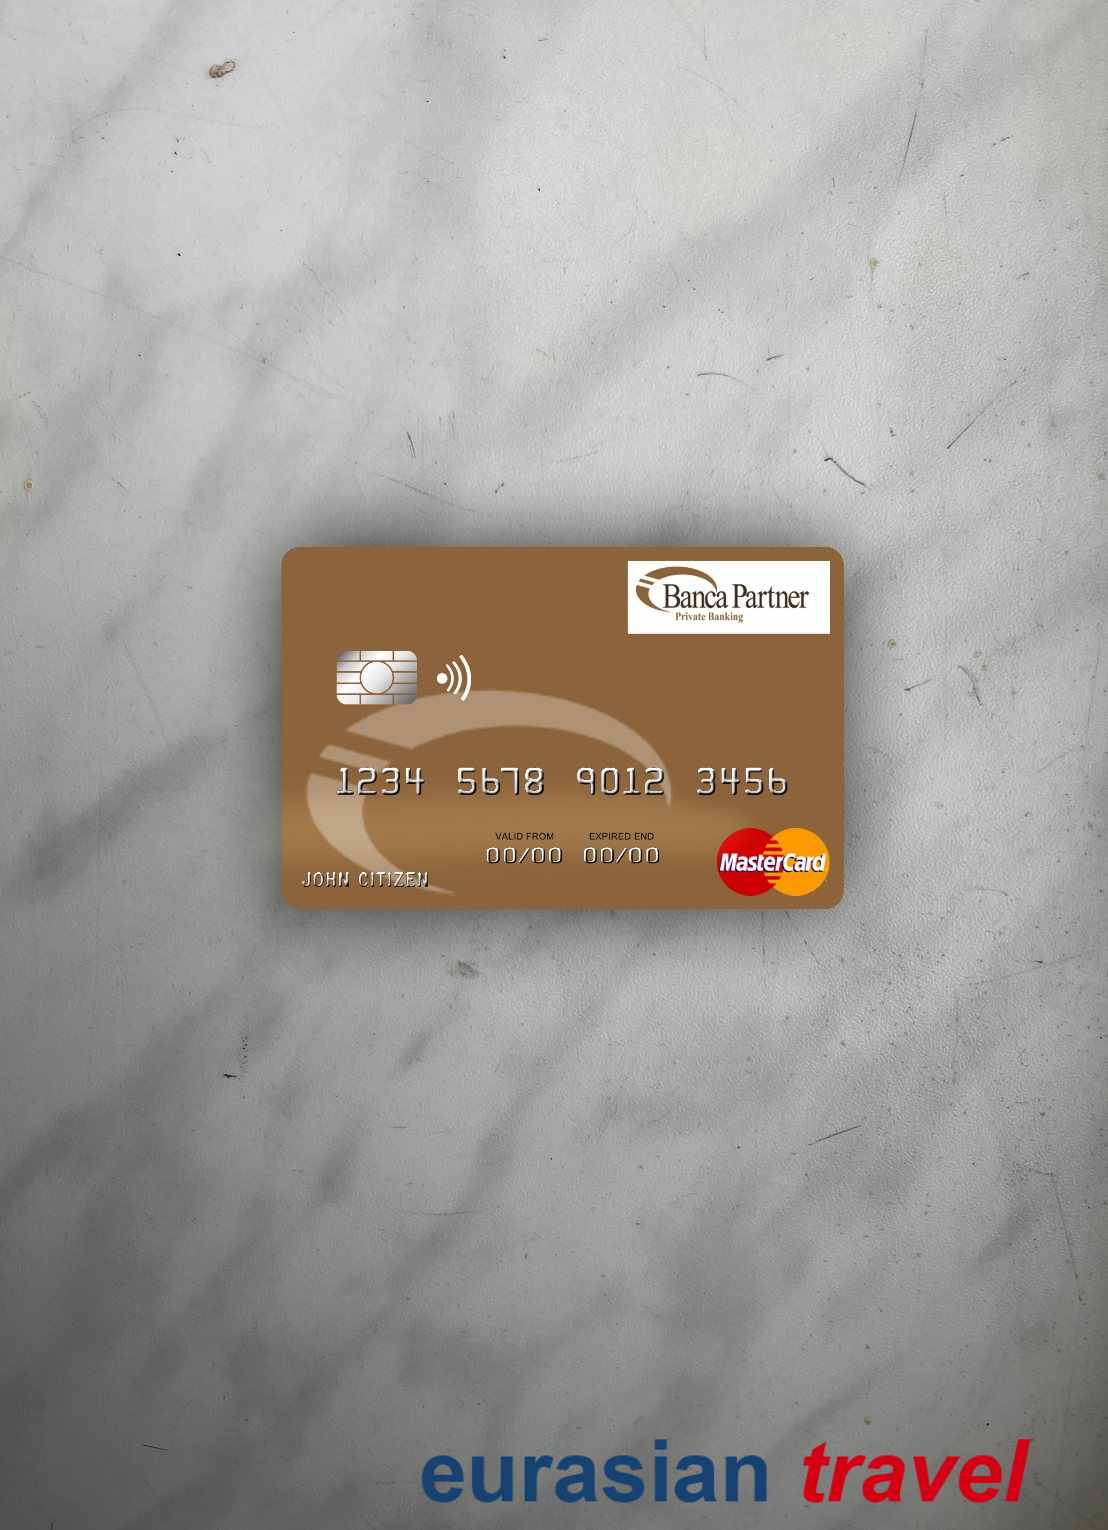 Banca Partner
Private Banking
1234 5678 9012 3456
VALID FROM EXPIRED END
00/00 00/00
MasterCard
JOHN CITIZEN
eurasian travel